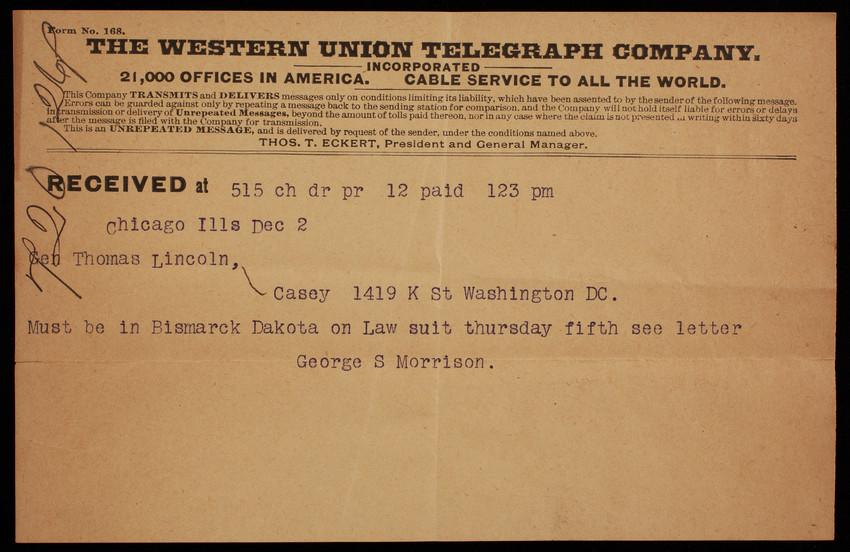 Form No. 168.
THE WESTERN UNION TELEGRAPH COMPANY.
INCORPORATED
21,000 OFFICES IN AMERICA. CABLE SERVICE TO ALL THE WORLD.
This Company TRANSMITS and DELIVERS messages only on conditions limiting its liability, which have been assented to by the sender of the following message.
Errors can be guarded against only by repeating a message back to the sending station for comparison, and the Company will not hold itself liable for errors or delays
in transmission or delivery of Unrepeated Messages, beyond the amount of tolls paid thereon, nor in any case where the claim is not presented in writing within sixty days
after the message is filed with the Company for transmission.
This is an UNREPEATED MESSAGE, and is delivered by request of the sender, under the conditions named above.
THOS. T. ECKERT, President and General Manager.
RECEIVED at 515 ch dr pr 12 paid 123 pm
Chicago Ills Dec 2
Gen Thomas Lincoln,
Casey 1419 K St Washington DC.
Must be in Bismarck Dakota on Law suit thursday fifth see letter
George S Morrison.